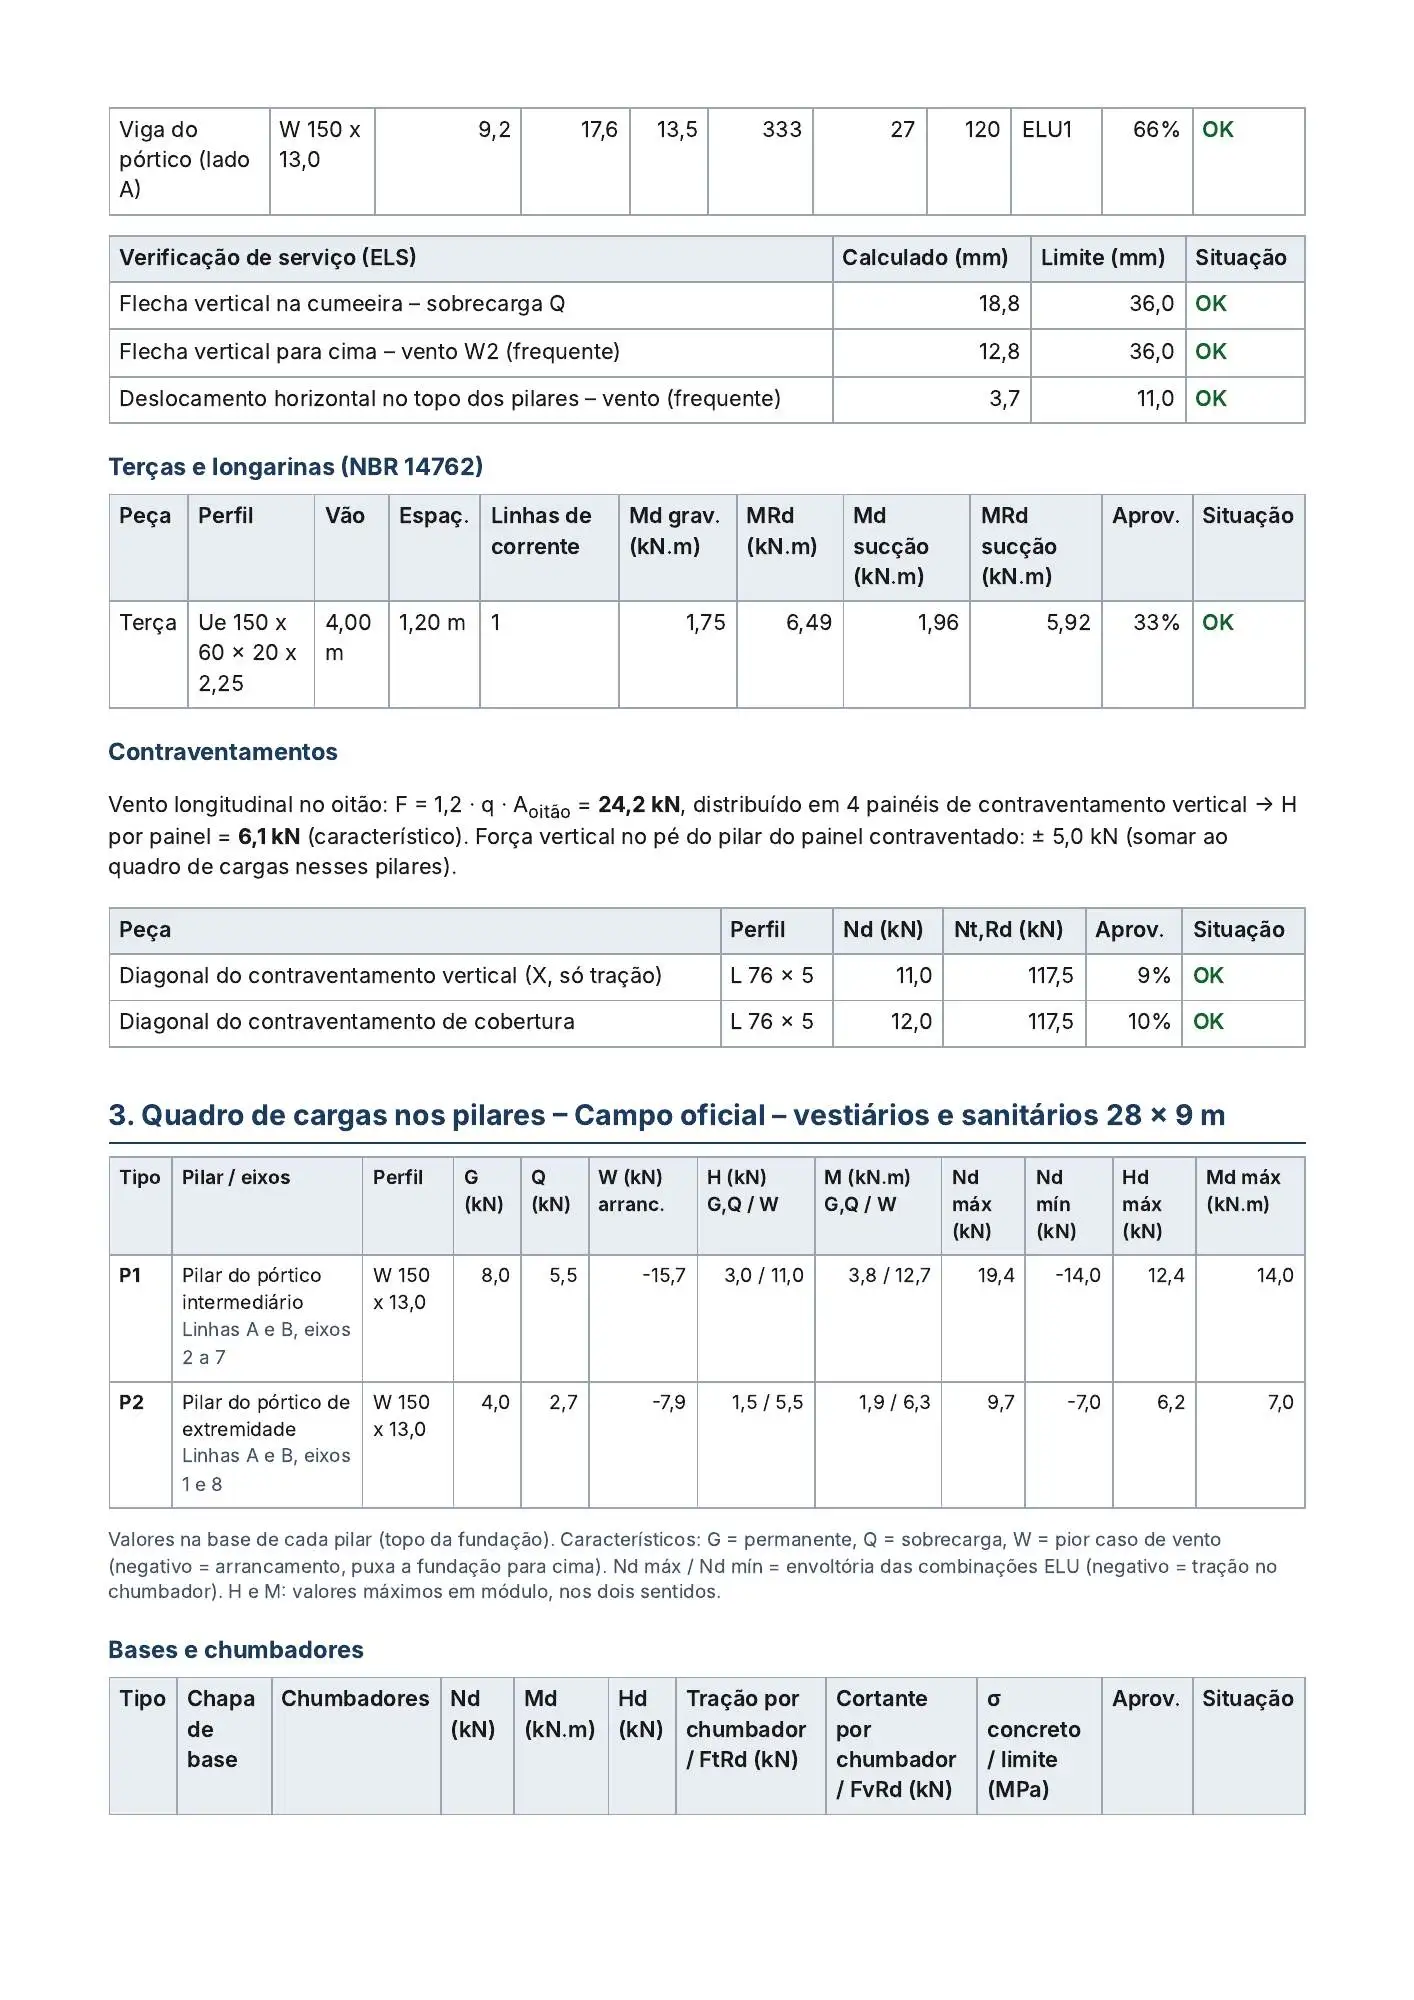 Viga do pórtico (lado A) W 150 x 13,0 9,2 17,6 13,5 333 27 120 ELU1 66% OK
Verificação de serviço (ELS) Calculado (mm) Limite (mm) Situação
Flecha vertical na cumeeira – sobrecarga Q 18,8 36,0 OK
Flecha vertical para cima – vento W2 (frequente) 12,8 36,0 OK
Deslocamento horizontal no topo dos pilares – vento (frequente) 3,7 11,0 OK
Terças e longarinas (NBR 14762)
Peça Perfil Vão Espaç. Linhas de corrente Md grav. (kN.m) MRd (kN.m) Md sucção (kN.m) MRd sucção (kN.m) Aprov. Situação
Terça Ue 150 x 60 × 20 x 2,25 4,00 m 1,20 m 1 1,75 6,49 1,96 5,92 33% OK
Contraventamentos
Vento longitudinal no oitão: F = 1,2 · q · Aoitão = 24,2 kN, distribuído em 4 painéis de contraventamento vertical → H
por painel = 6,1 kN (característico). Força vertical no pé do pilar do painel contraventado: ± 5,0 kN (somar ao
quadro de cargas nesses pilares).
Peça Perfil Nd (kN) Nt,Rd (kN) Aprov. Situação
Diagonal do contraventamento vertical (X, só tração) L 76 × 5 11,0 117,5 9% OK
Diagonal do contraventamento de cobertura L 76 × 5 12,0 117,5 10% OK
3. Quadro de cargas nos pilares – Campo oficial – vestiários e sanitários 28 × 9 m
Tipo Pilar / eixos Perfil G (kN) Q (kN) W (kN) arranc. H (kN) G,Q / W M (kN.m) G,Q / W Nd máx (kN) Nd mín (kN) Hd máx (kN) Md máx (kN.m)
P1 Pilar do pórtico intermediário Linhas A e B, eixos 2 a 7 W 150 x 13,0 8,0 5,5 -15,7 3,0 / 11,0 3,8 / 12,7 19,4 -14,0 12,4 14,0
P2 Pilar do pórtico de extremidade Linhas A e B, eixos 1 e 8 W 150 x 13,0 4,0 2,7 -7,9 1,5 / 5,5 1,9 / 6,3 9,7 -7,0 6,2 7,0
Valores na base de cada pilar (topo da fundação). Característicos: G = permanente, Q = sobrecarga, W = pior caso de vento
(negativo = arrancamento, puxa a fundação para cima). Nd máx / Nd mín = envoltória das combinações ELU (negativo = tração no
chumbador). H e M: valores máximos em módulo, nos dois sentidos.
Bases e chumbadores
Tipo Chapa de base Chumbadores Nd (kN) Md (kN.m) Hd (kN) Tração por chumbador / FtRd (kN) Cortante por chumbador / FvRd (kN) σ concreto / limite (MPa) Aprov. Situação